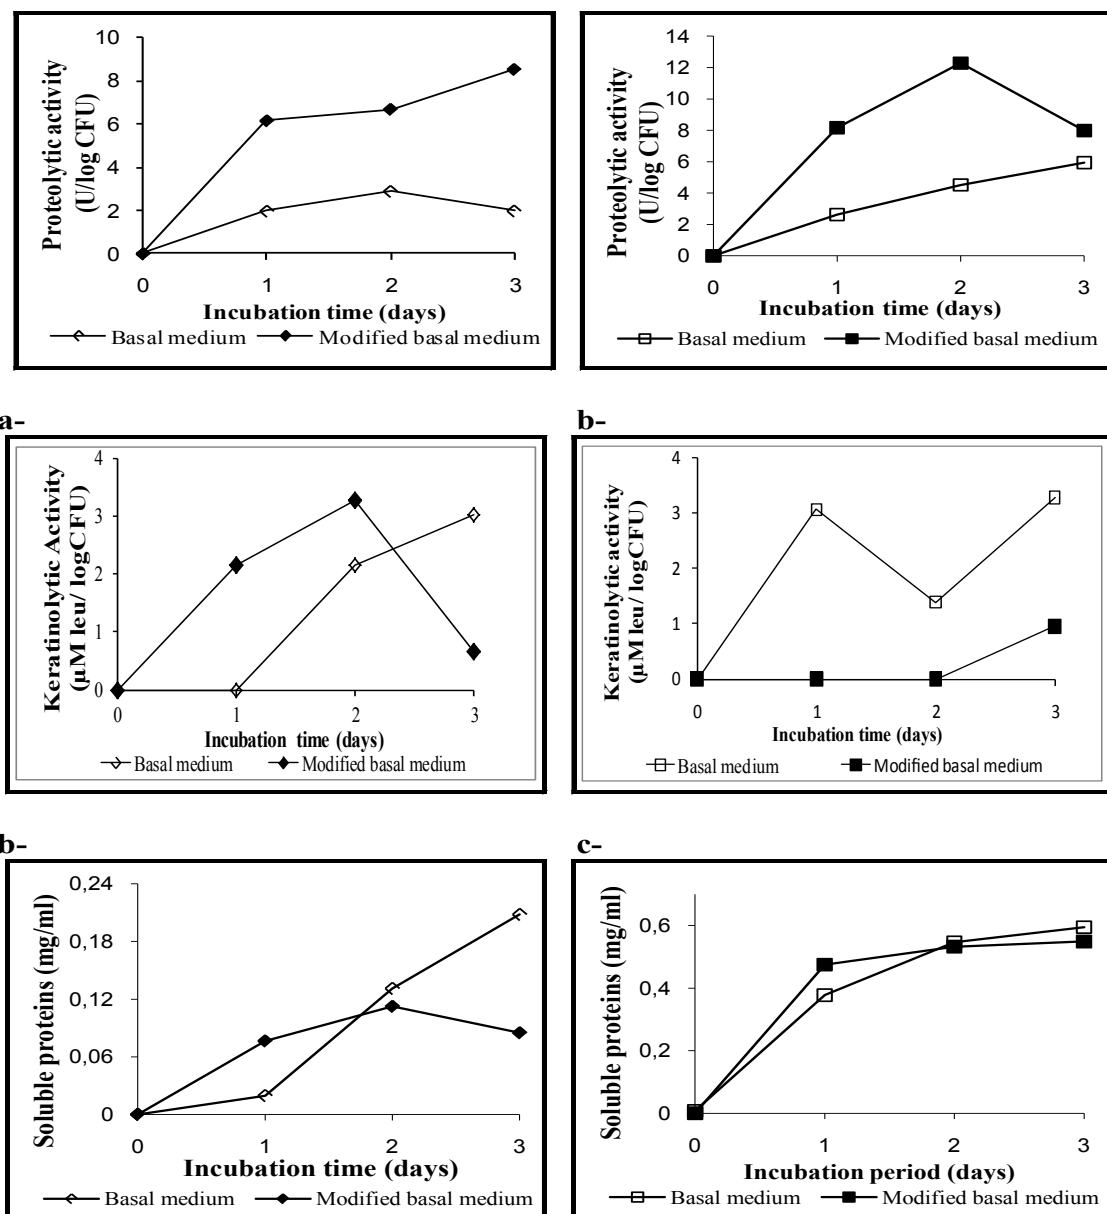 10
8
6
4
2
0
0 1 2 3
Proteolytic activity
(U/log CFU)
Incubation time (days)
Basal medium Modified basal medium
14
12
10
8
6
4
2
0
0 1 2 3
Proteolytic activity
(U/log CFU)
Incubation time (days)
Basal medium Modified basal medium
a-
b-
4
3
2
1
0
0 1 2 3
Keratinolytic Activity
(µM leu/ logCFU)
Incubation time (days)
Basal medium Modified basal medium
4
3
2
1
0
0 1 2 3
Keratinolytic activity
(µM leu/ logCFU)
Incubation time (days)
Basal medium Modified basal medium
b-
c-
0,24
0,18
0,12
0,06
0
0 1 2 3
Soluble proteins (mg/ml)
Incubation time (days)
Basal medium Modified basal medium
0,6
0,4
0,2
0
0 1 2 3
Soluble proteins (mg/ml)
Incubation period (days)
Basal medium Modified basal medium